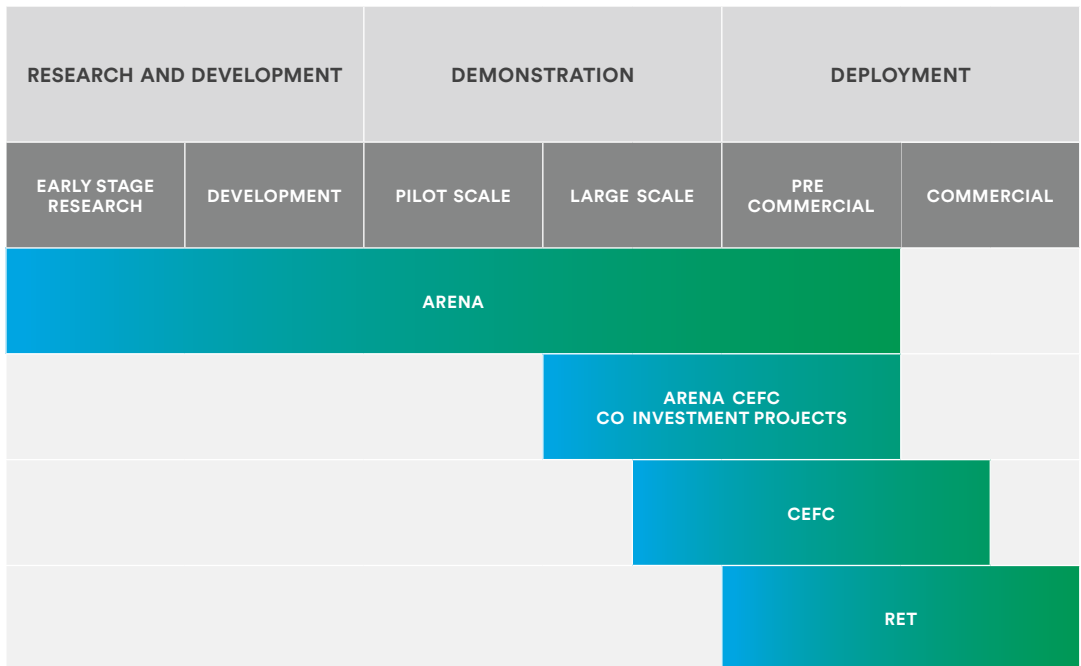 RESEARCH AND DEVELOPMENT
DEMONSTRATION
DEPLOYMENT
EARLY STAGE
RESEARCH
DEVELOPMENT
PILOT SCALE
LARGE SCALE
PRE
COMMERCIAL
COMMERCIAL
ARENA
ARENA CEFC
CO INVESTMENT PROJECTS
CEFC
RET